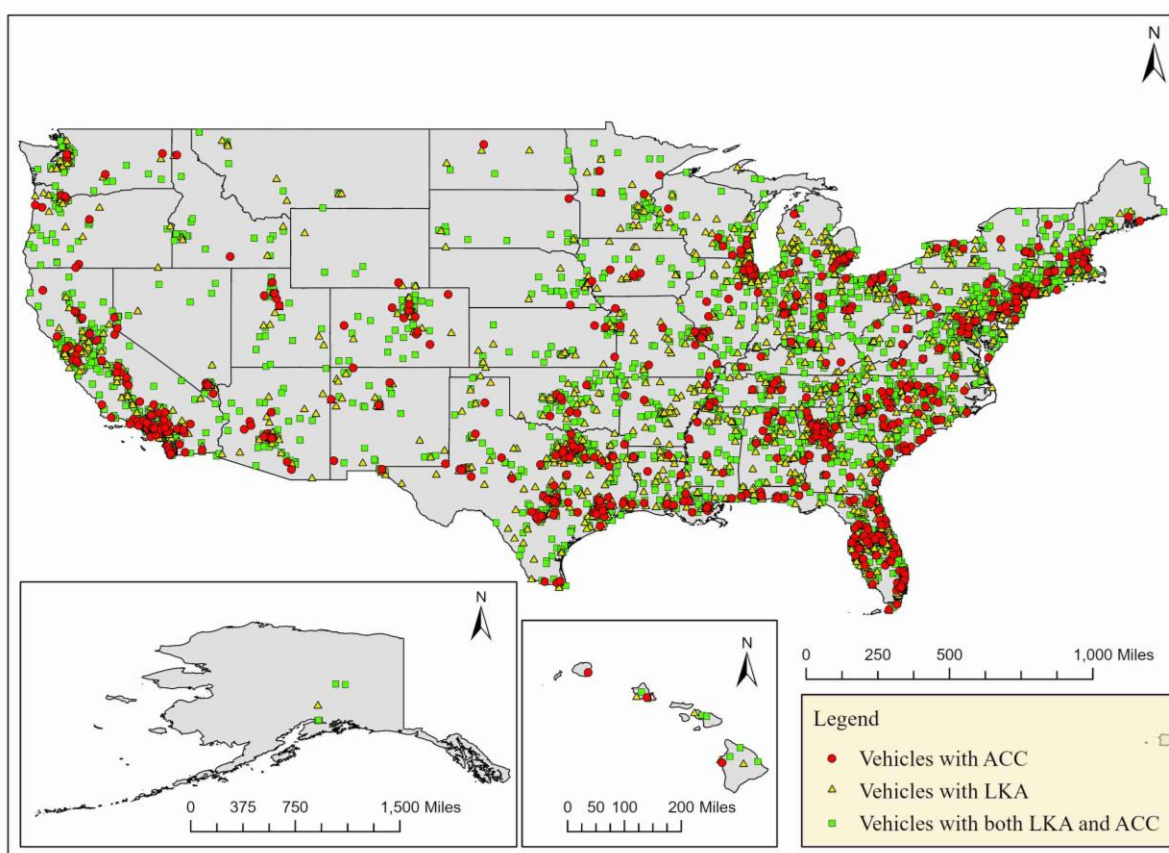 N
N
N
0 250 500 1,000 Miles
0 375 750 1,500 Miles
0 50 100 200 Miles
Legend
Vehicles with ACC
Vehicles with LKA
Vehicles with both LKA and ACC